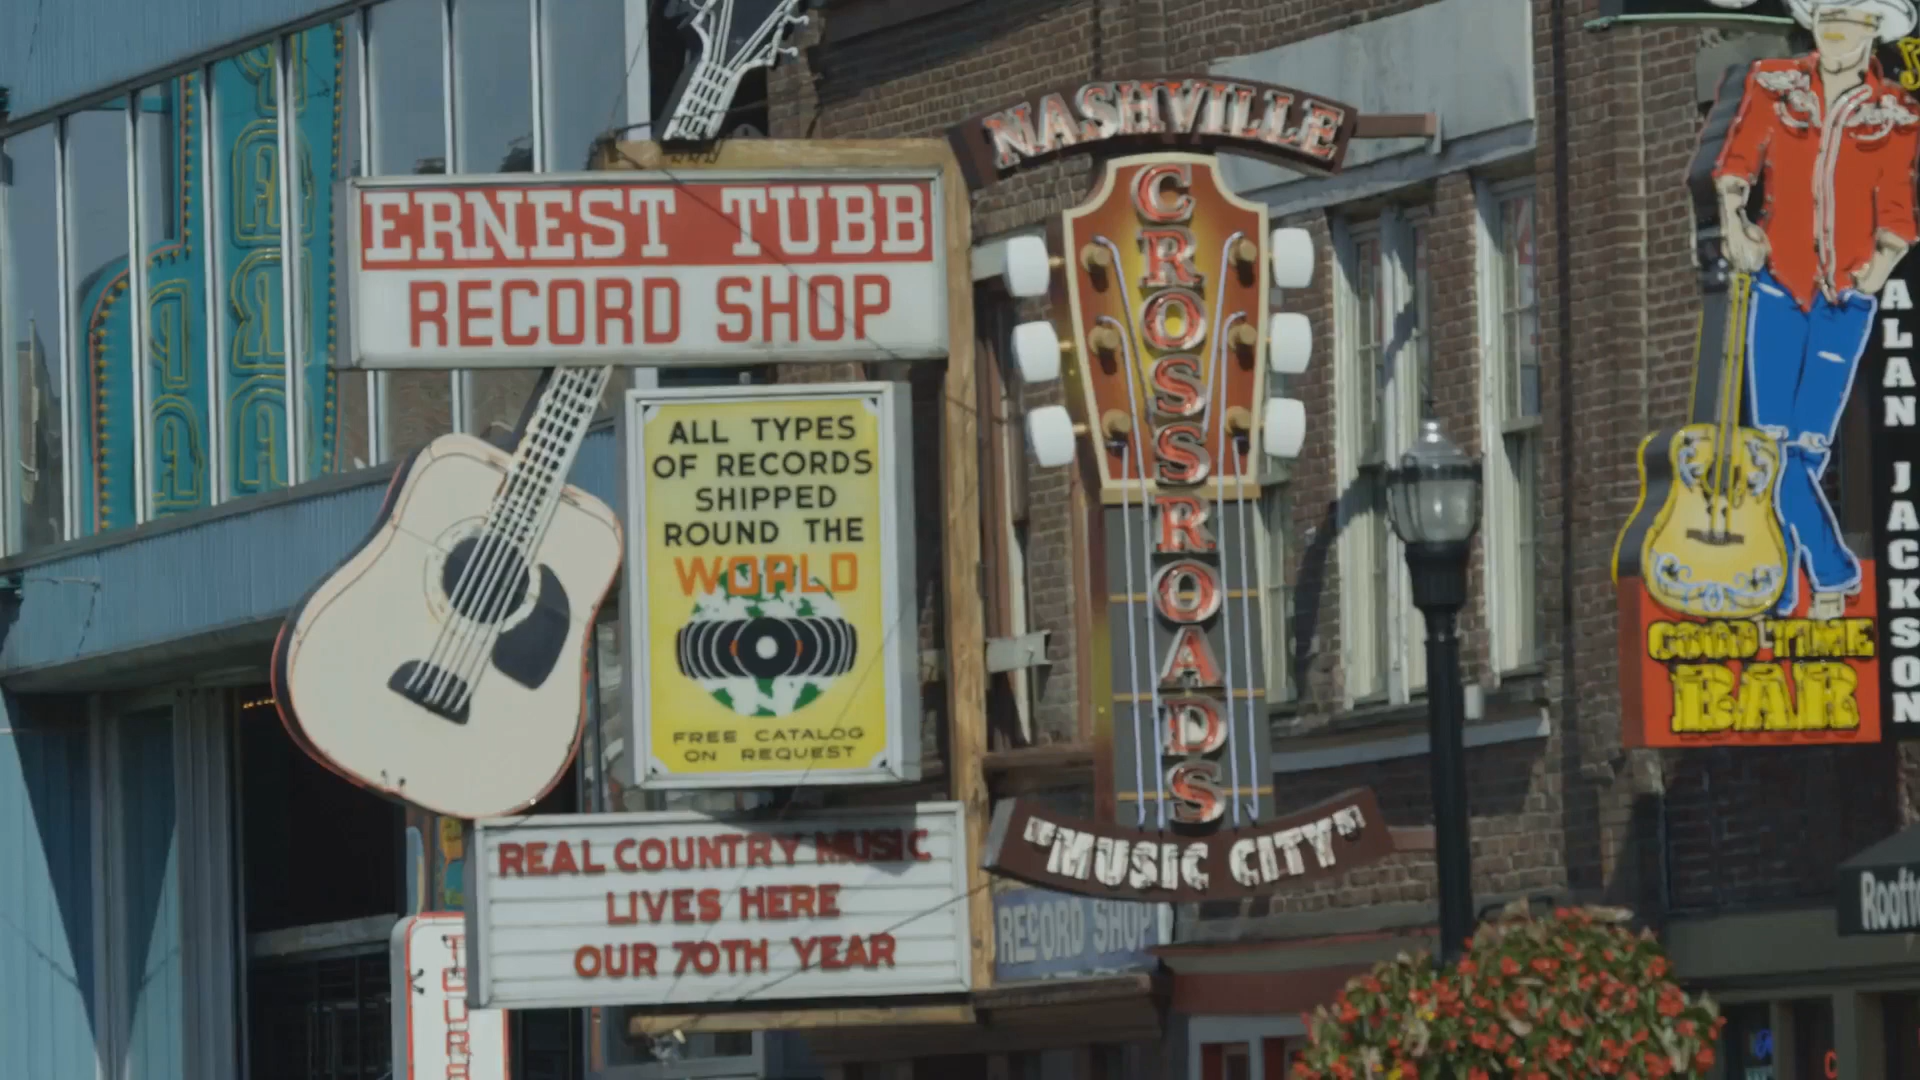 ERNEST TUBB
RECORD SHOP
ALL TYPES
OF RECORDS
SHIPPED
ROUND THE
WORLD
FREE CATALOG
ON REQUEST
REAL COUNTRY MUSIC
LIVES HERE
OUR 70TH YEAR
NASHVILLE
CROSSROADS
"MUSIC CITY"
RECORD SHOP
GOOD TIME
BAR
ALAN JACKSON